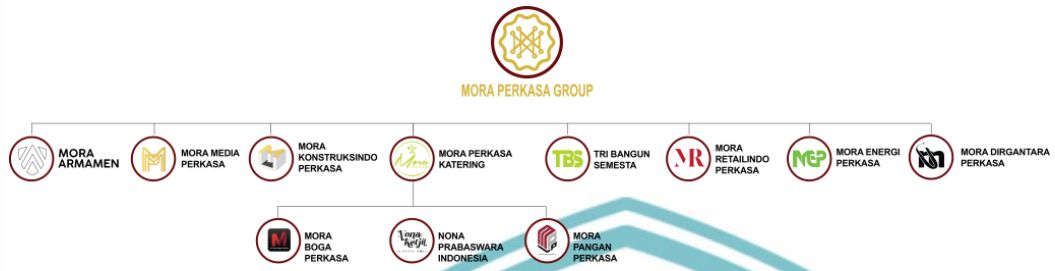 MORA PERKASA GROUP
MORA
ARMAMEN
MORA MEDIA
PERKASA
MORA
KONSTRUKSINDO
PERKASA
Mora
MORA PERKASA
KATERING
TBS
TRI BANGUN
SEMESTA
MR
MORA
RETAILINDO
PERKASA
MEP
MORA ENERGI
PERKASA
MORA DIRGANTARA
PERKASA
M
MORA
BOGA
PERKASA
Nona
NONA
PRABASWARA
INDONESIA
MORA
PANGAN
PERKASA